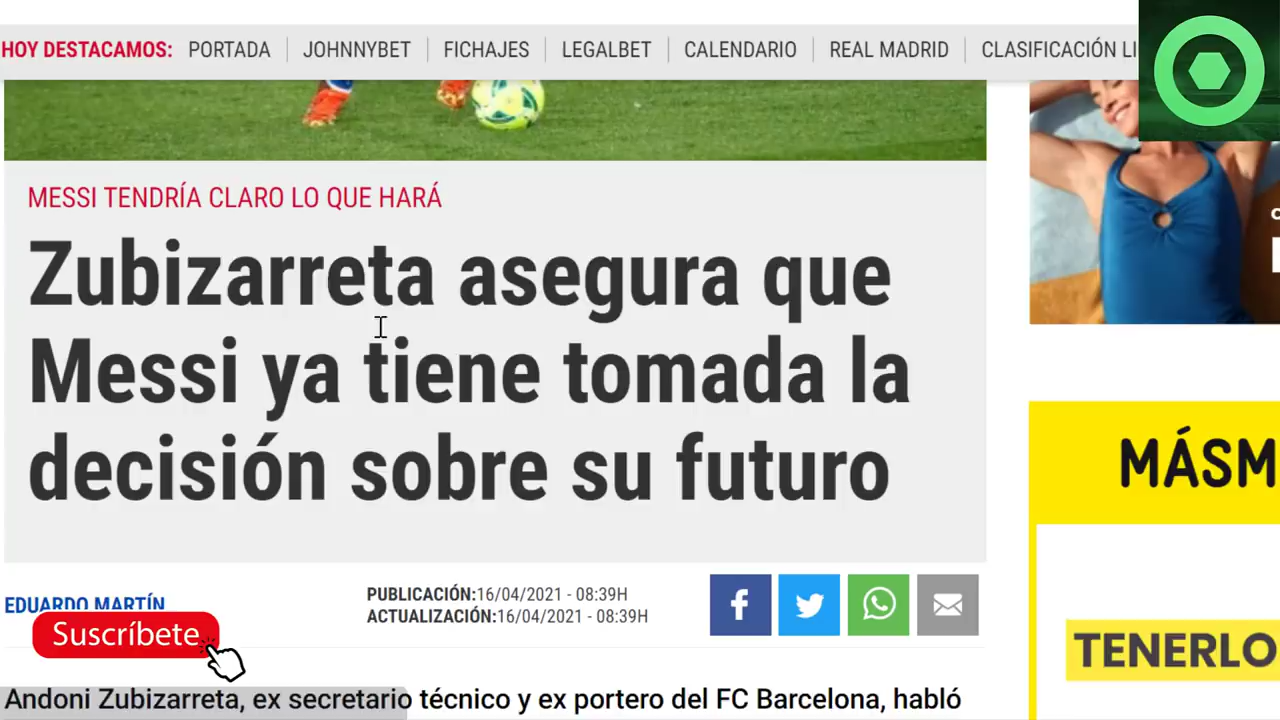 HOY DESTACAMOS: PORTADA JOHNNYBET FICHAJES LEGALBET CALENDARIO REAL MADRID CLASIFICACIÓN LI
MESSI TENDRÍA CLARO LO QUE HARÁ
Zubizarreta asegura que
Messi ya tiene tomada la
decisión sobre su futuro
EDUARDO MARTÍN
PUBLICACIÓN:16/04/2021 - 08:39H
ACTUALIZACIÓN:16/04/2021 - 08:39H
Suscríbete
Andoni Zubizarreta, ex secretario técnico y ex portero del FC Barcelona, habló
MÁSM
TENERLO